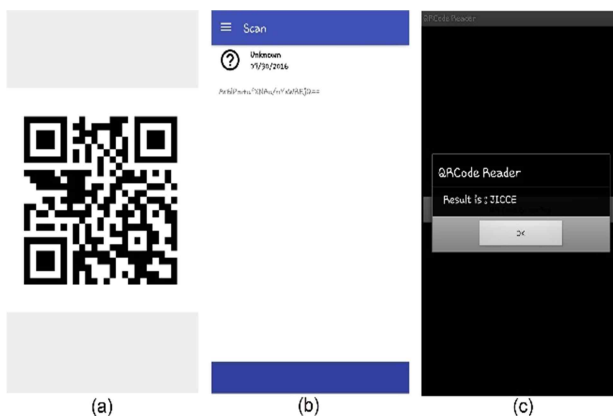 Scan
Unknown
QRCode Reader
QRCode Reader
Result is ; JICCE
OK
(a)
(b)
(c)